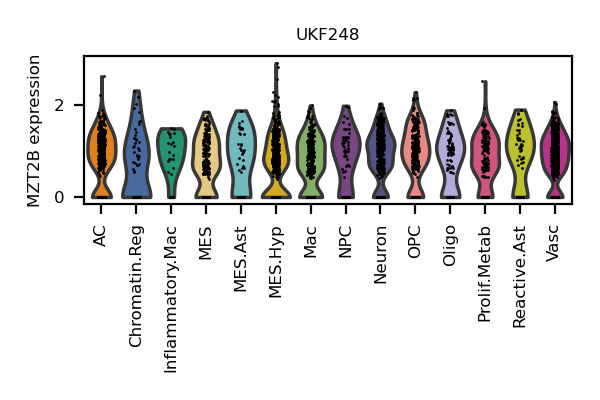 UKF248
MZT2B expression
2
0
AC
Chromatin.Reg
Inflammatory.Mac
MES
MES.Ast
MES.Hyp
Mac
NPC
Neuron
OPC
Oligo
Prolif.Metab
Reactive.Ast
Vasc